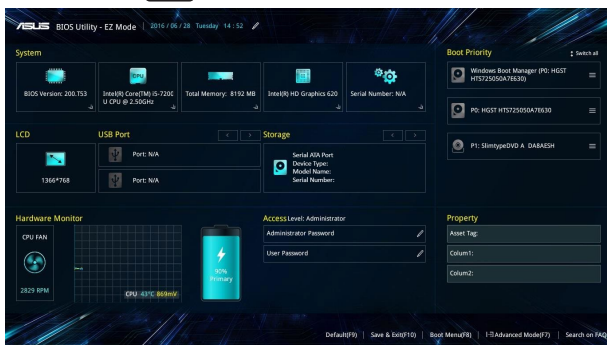 ASUS BIOS Utility - EZ Mode 2016 / 06 / 28 Tuesday 14 : 52
System
BIOS Version: 200.T53
Intel(R) Core(TM) i5-7200
U CPU @ 2.50GHz
CPU
Total Memory: 8192 MB
Intel(R) HD Graphics 620
Serial Number: N/A
Boot Priority
Switch all
Windows Boot Manager (P0: HGST
HTS725050A7E630)
P0: HGST HTS725050A7E630
P1: SlimtypeDVD A DA8AESH
LCD
1366*768
USB Port
Port: N/A
Port: N/A
Storage
Serial ATA Port
Device Type:
Model Name:
Serial Number:
Hardware Monitor
CPU FAN
2829 RPM
CPU 43°C 869mV
90%
Primary
Access Level: Administrator
Administrator Password
User Password
Property
Asset Tag:
Colum1:
Colum2:
Default(F9) Save & Exit(F10) Boot Menu(F8) Advanced Mode(F7) Search on FAQ